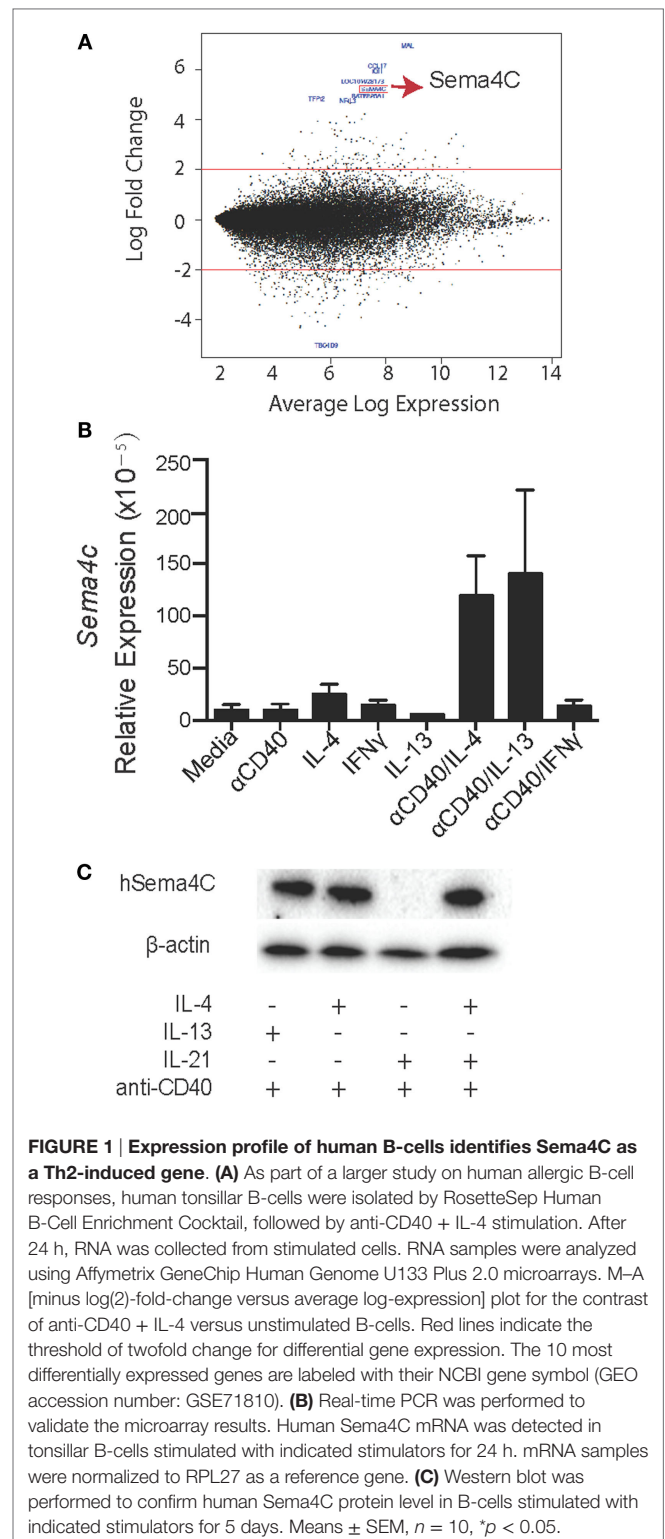 A
MAL
CCL17
Sema4C
TFPI2
Log Fold Change
6
4
2
0
-2
-4
2 4 6 8 10 12 14
Average Log Expression
B
Sema4c
Relative Expression (x10⁻⁵)
250
200
150
100
50
0
Media
αCD40
IL-4
IFNγ
IL-13
αCD40/IL-4
αCD40/IL-13
αCD40/IFNγ
C
hSema4C
β-actin
IL-4 - + - +
IL-13 + - - -
IL-21 - - + +
anti-CD40 + + + +
FIGURE 1 | Expression profile of human B-cells identifies Sema4C as
a Th2-induced gene. (A) As part of a larger study on human allergic B-cell
responses, human tonsillar B-cells were isolated by RosetteSep Human
B-Cell Enrichment Cocktail, followed by anti-CD40 + IL-4 stimulation. After
24 h, RNA was collected from stimulated cells. RNA samples were analyzed
using Affymetrix GeneChip Human Genome U133 Plus 2.0 microarrays. M–A
[minus log(2)-fold-change versus average log-expression] plot for the contrast
of anti-CD40 + IL-4 versus unstimulated B-cells. Red lines indicate the
threshold of twofold change for differential gene expression. The 10 most
differentially expressed genes are labeled with their NCBI gene symbol (GEO
accession number: GSE71810). (B) Real-time PCR was performed to
validate the microarray results. Human Sema4C mRNA was detected in
tonsillar B-cells stimulated with indicated stimulators for 24 h. mRNA samples
were normalized to RPL27 as a reference gene. (C) Western blot was
performed to confirm human Sema4C protein level in B-cells stimulated with
indicated stimulators for 5 days. Means ± SEM, n = 10, *p < 0.05.